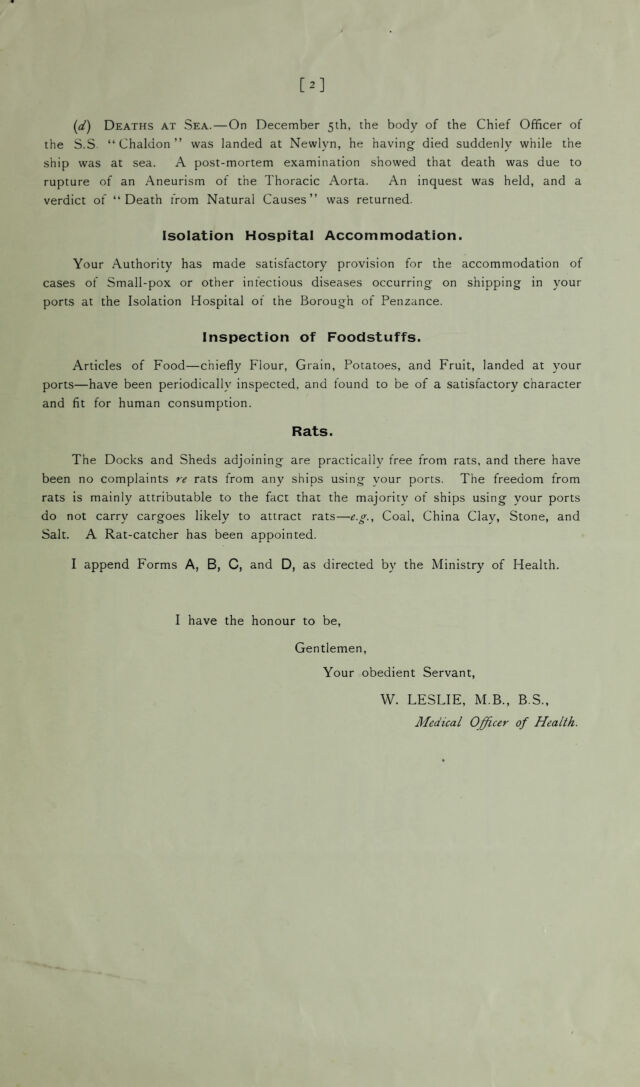 [ 2 ]
(d) DEATHS AT SEA.—On December 5th, the body of the Chief Officer of
the S.S. “Chaldon” was landed at Newlyn, he having died suddenly while the
ship was at sea. A post-mortem examination showed that death was due to
rupture of an Aneurism of the Thoracic Aorta. An inquest was held, and a
verdict of “Death from Natural Causes” was returned.
Isolation Hospital Accommodation.
Your Authority has made satisfactory provision for the accommodation of
cases of Small-pox or other infectious diseases occurring on shipping in your
ports at the Isolation Hospital of the Borough of Penzance.
Inspection of Foodstuffs.
Articles of Food—chiefly Flour, Grain, Potatoes, and Fruit, landed at your
ports—have been periodically inspected, and found to be of a satisfactory character
and fit for human consumption.
Rats.
The Docks and Sheds adjoining are practically free from rats, and there have
been no complaints re rats from any ships using your ports. The freedom from
rats is mainly attributable to the fact that the majority of ships using your ports
do not carry cargoes likely to attract rats—e.g., Coal, China Clay, Stone, and
Salt. A Rat-catcher has been appointed.
I append Forms A, B, C, and D, as directed by the Ministry of Health.
I have the honour to be,
Gentlemen,
Your obedient Servant,
W. LESLIE, M.B., B.S.,
Medical Officer of Health.